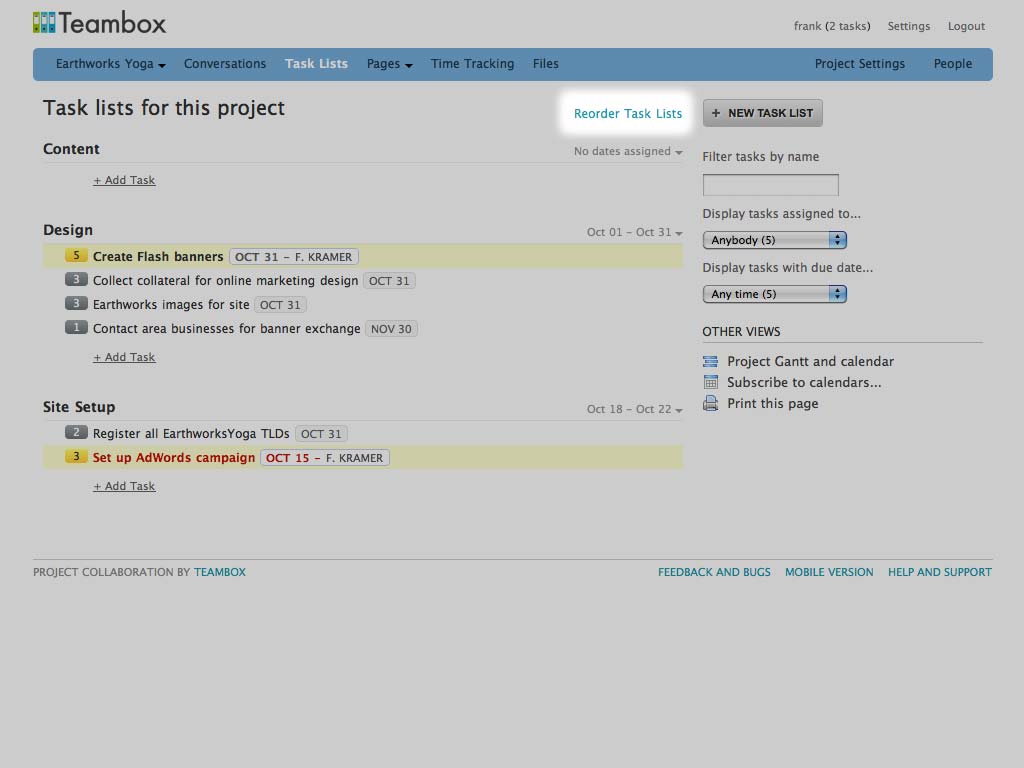 Teambox
frank (2 tasks) Settings Logout
Earthworks Yoga Conversations Task Lists Pages Time Tracking Files Project Settings People
Task lists for this project
Reorder Task Lists
+ NEW TASK LIST
Content
No dates assigned
+ Add Task
Design
Oct 01 - Oct 31
5 Create Flash banners OCT 31 - F. KRAMER
3 Collect collateral for online marketing design OCT 31
3 Earthworks images for site OCT 31
1 Contact area businesses for banner exchange NOV 30
+ Add Task
Site Setup
Oct 18 - Oct 22
2 Register all EarthworksYoga TLDs OCT 31
3 Set up AdWords campaign OCT 15 - F. KRAMER
+ Add Task
Filter tasks by name
Display tasks assigned to...
Anybody (5)
Display tasks with due date...
Any time (5)
OTHER VIEWS
Project Gantt and calendar
Subscribe to calendars...
Print this page
PROJECT COLLABORATION BY TEAMBOX
FEEDBACK AND BUGS MOBILE VERSION HELP AND SUPPORT